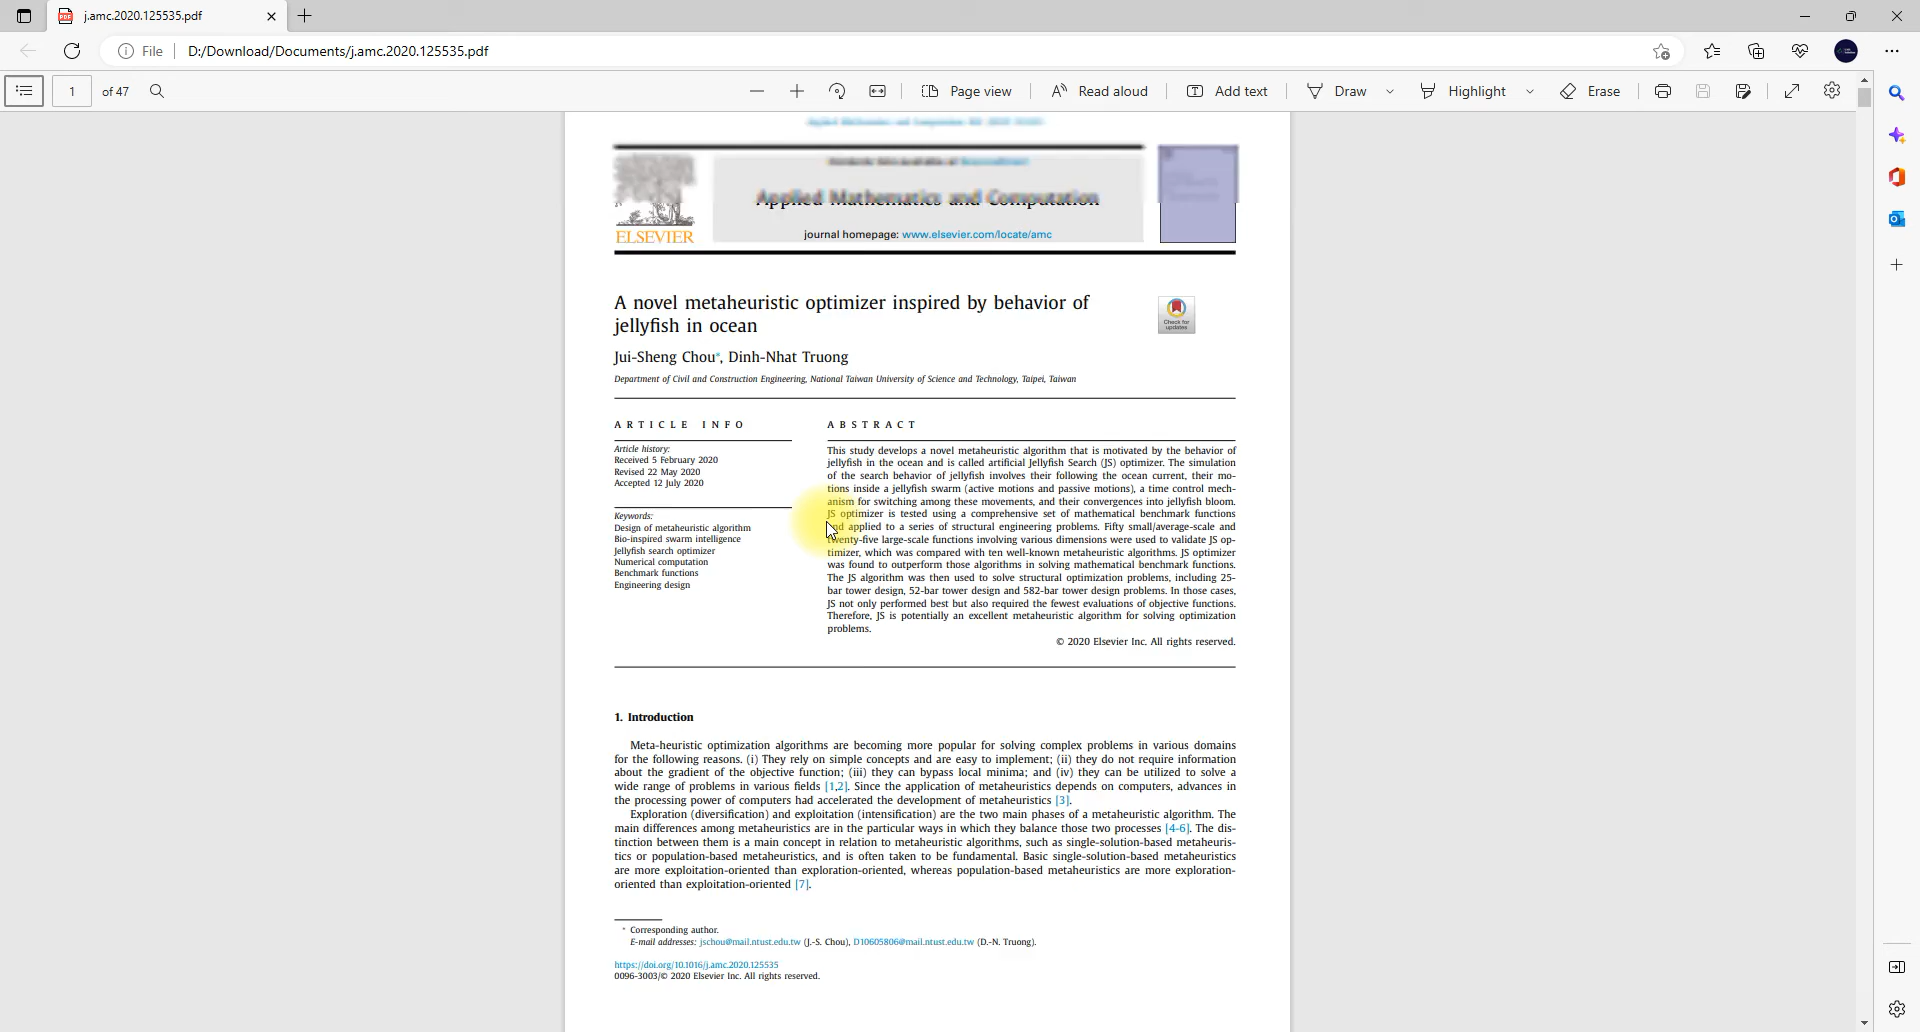 j.amc.2020.125535.pdf
File
D:/Download/Documents/j.amc.2020.125535.pdf
1 of 47
Page view
Read aloud
Add text
Draw
Highlight
Erase
Applied Mathematics and Computation
journal homepage: www.elsevier.com/locate/amc
ELSEVIER
A novel metaheuristic optimizer inspired by behavior of
jellyfish in ocean
Check for
updates
Jui-Sheng Chou*, Dinh-Nhat Truong
Department of Civil and Construction Engineering, National Taiwan University of Science and Technology, Taipei, Taiwan
ARTICLE INFO
Article history:
Received 5 February 2020
Revised 22 May 2020
Accepted 12 July 2020
Keywords:
Design of metaheuristic algorithm
Bio-inspired swarm intelligence
Jellyfish search optimizer
Numerical computation
Benchmark functions
Engineering design
ABSTRACT
This study develops a novel metaheuristic algorithm that is motivated by the behavior of
jellyfish in the ocean and is called artificial Jellyfish Search (JS) optimizer. The simulation
of the search behavior of jellyfish involves their following the ocean current, their mo-
tions inside a jellyfish swarm (active motions and passive motions), a time control mech-
anism for switching among these movements, and their convergences into jellyfish bloom.
JS optimizer is tested using a comprehensive set of mathematical benchmark functions
and applied to a series of structural engineering problems. Fifty small/average-scale and
twenty-five large-scale functions involving various dimensions were used to validate JS op-
timizer, which was compared with ten well-known metaheuristic algorithms. JS optimizer
was found to outperform those algorithms in solving mathematical benchmark functions.
The JS algorithm was then used to solve structural optimization problems, including 25-
bar tower design, 52-bar tower design and 582-bar tower design problems. In those cases,
JS not only performed best but also required the fewest evaluations of objective functions.
Therefore, JS is potentially an excellent metaheuristic algorithm for solving optimization
problems.
© 2020 Elsevier Inc. All rights reserved.
1. Introduction
Meta-heuristic optimization algorithms are becoming more popular for solving complex problems in various domains
for the following reasons. (i) They rely on simple concepts and are easy to implement; (ii) they do not require information
about the gradient of the objective function; (iii) they can bypass local minima; and (iv) they can be utilized to solve a
wide range of problems in various fields [1,2]. Since the application of metaheuristics depends on computers, advances in
the processing power of computers had accelerated the development of metaheuristics [3].
Exploration (diversification) and exploitation (intensification) are the two main phases of a metaheuristic algorithm. The
main differences among metaheuristics are in the particular ways in which they balance those two processes [4-6]. The dis-
tinction between them is a main concept in relation to metaheuristic algorithms, such as single-solution-based metaheuris-
tics or population-based metaheuristics, and is often taken to be fundamental. Basic single-solution-based metaheuristics
are more exploitation-oriented than exploration-oriented, whereas population-based metaheuristics are more exploration-
oriented than exploitation-oriented [7].
* Corresponding author.
E-mail addresses: jschou@mail.ntust.edu.tw (J.-S. Chou), D10605806@mail.ntust.edu.tw (D.-N. Truong).
https://doi.org/10.1016/j.amc.2020.125535
0096-3003/© 2020 Elsevier Inc. All rights reserved.